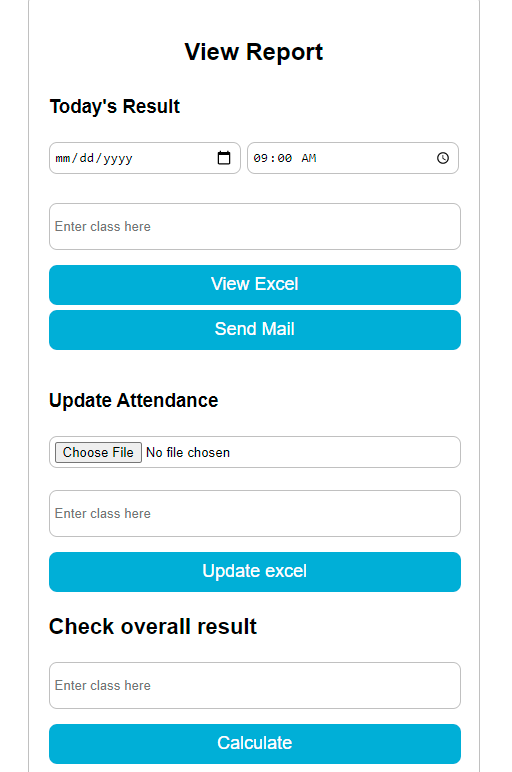 View Report
Today's Result
mm/dd/yyyy 09:00 AM
Enter class here
View Excel
Send Mail
Update Attendance
Choose File No file chosen
Enter class here
Update excel
Check overall result
Enter class here
Calculate